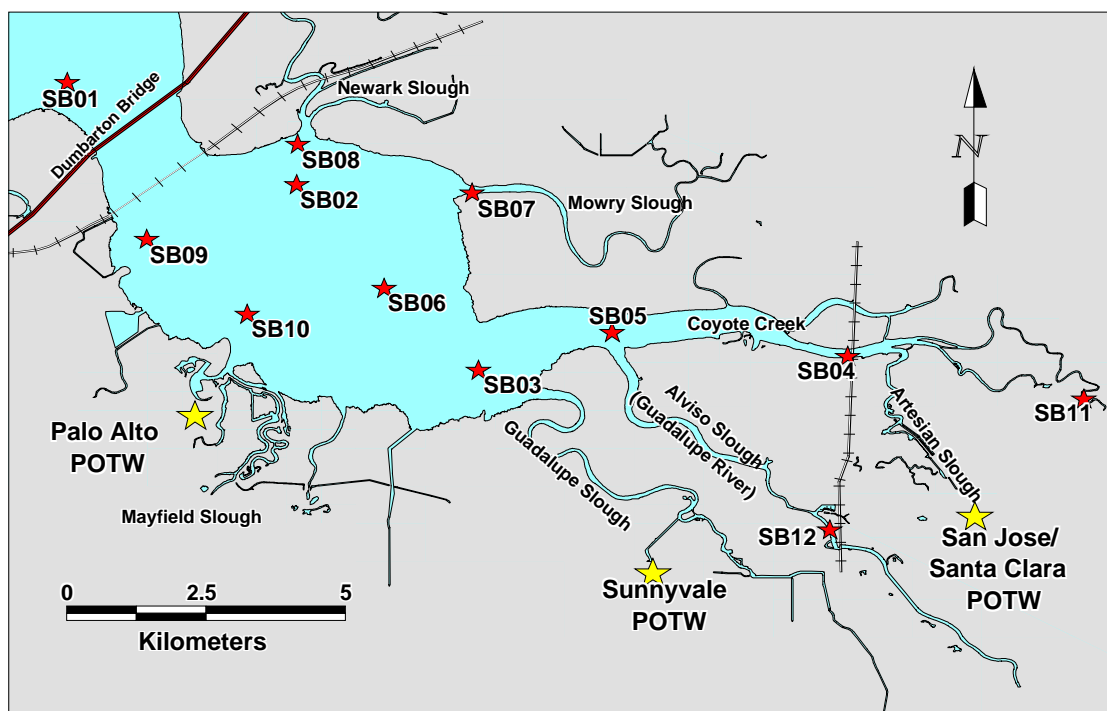 SB01
Dumbarton Bridge
Newark Slough
SB08
SB02
SB07
Mowry Slough
N
SB09
SB06
SB10
SB05
Coyote Creek
SB04
SB03
SB11
Palo Alto
POTW
Mayfield Slough
Guadalupe Slough
Alviso Slough
(Guadalupe River)
Artesian Slough
SB12
Sunnyvale
POTW
San Jose/
Santa Clara
POTW
0 2.5 5
Kilometers